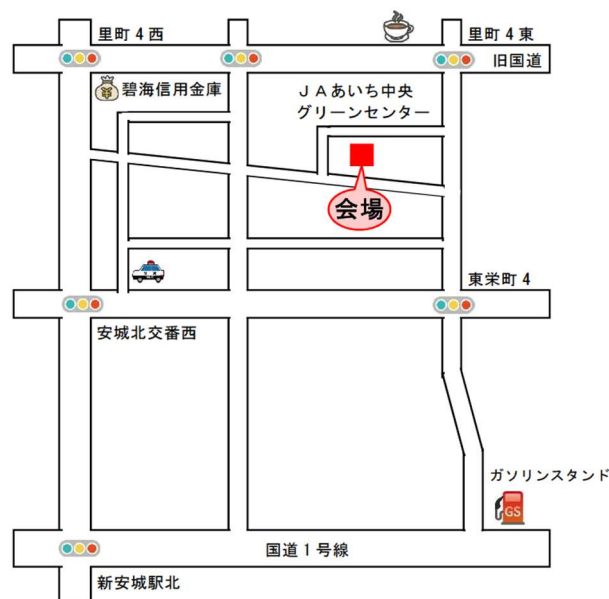 里町4西
里町4東
旧国道
碧海信用金庫
JAあいち中央
グリーンセンター
会場
東栄町4
安城北交番西
ガソリンスタンド
GS
国道1号線
新安城駅北